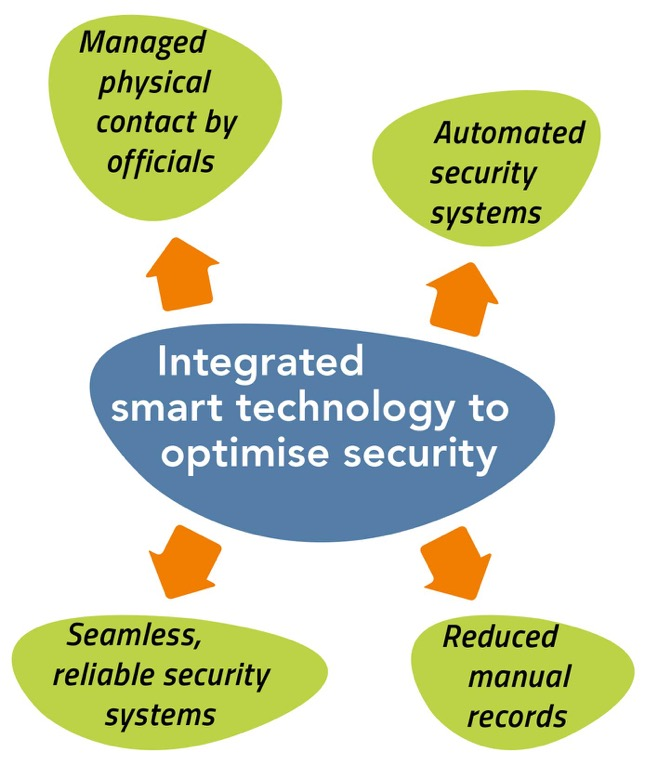 Managed
physical
contact by
officials
Automated
security
systems
Integrated
smart technology to
optimise security
Seamless,
reliable security
systems
Reduced
manual
records